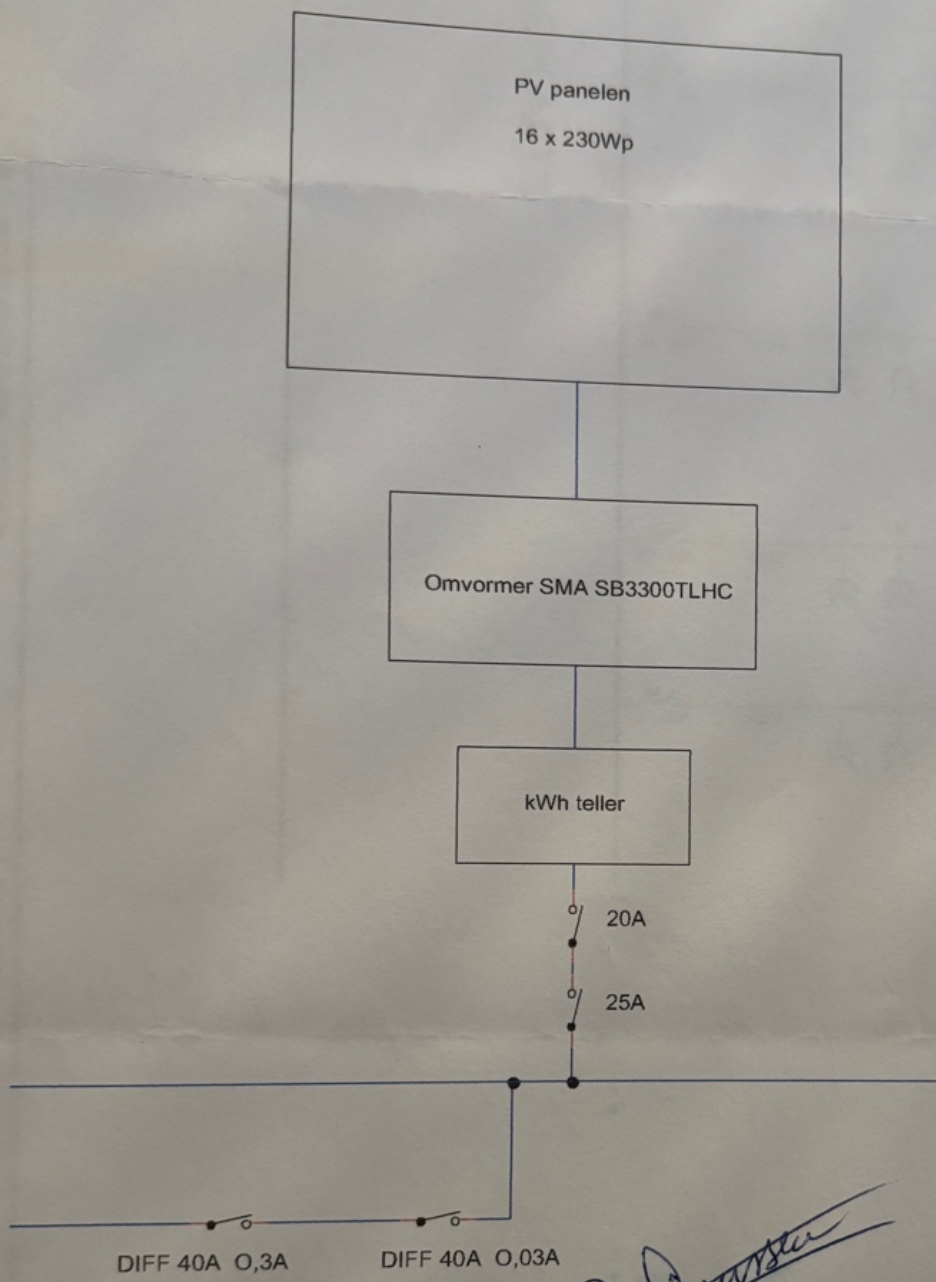 PV panelen
16 x 230Wp
Omvormer SMA SB3300TLHC
kWh teller
20A
25A
DIFF 40A O,3A
DIFF 40A O,03A